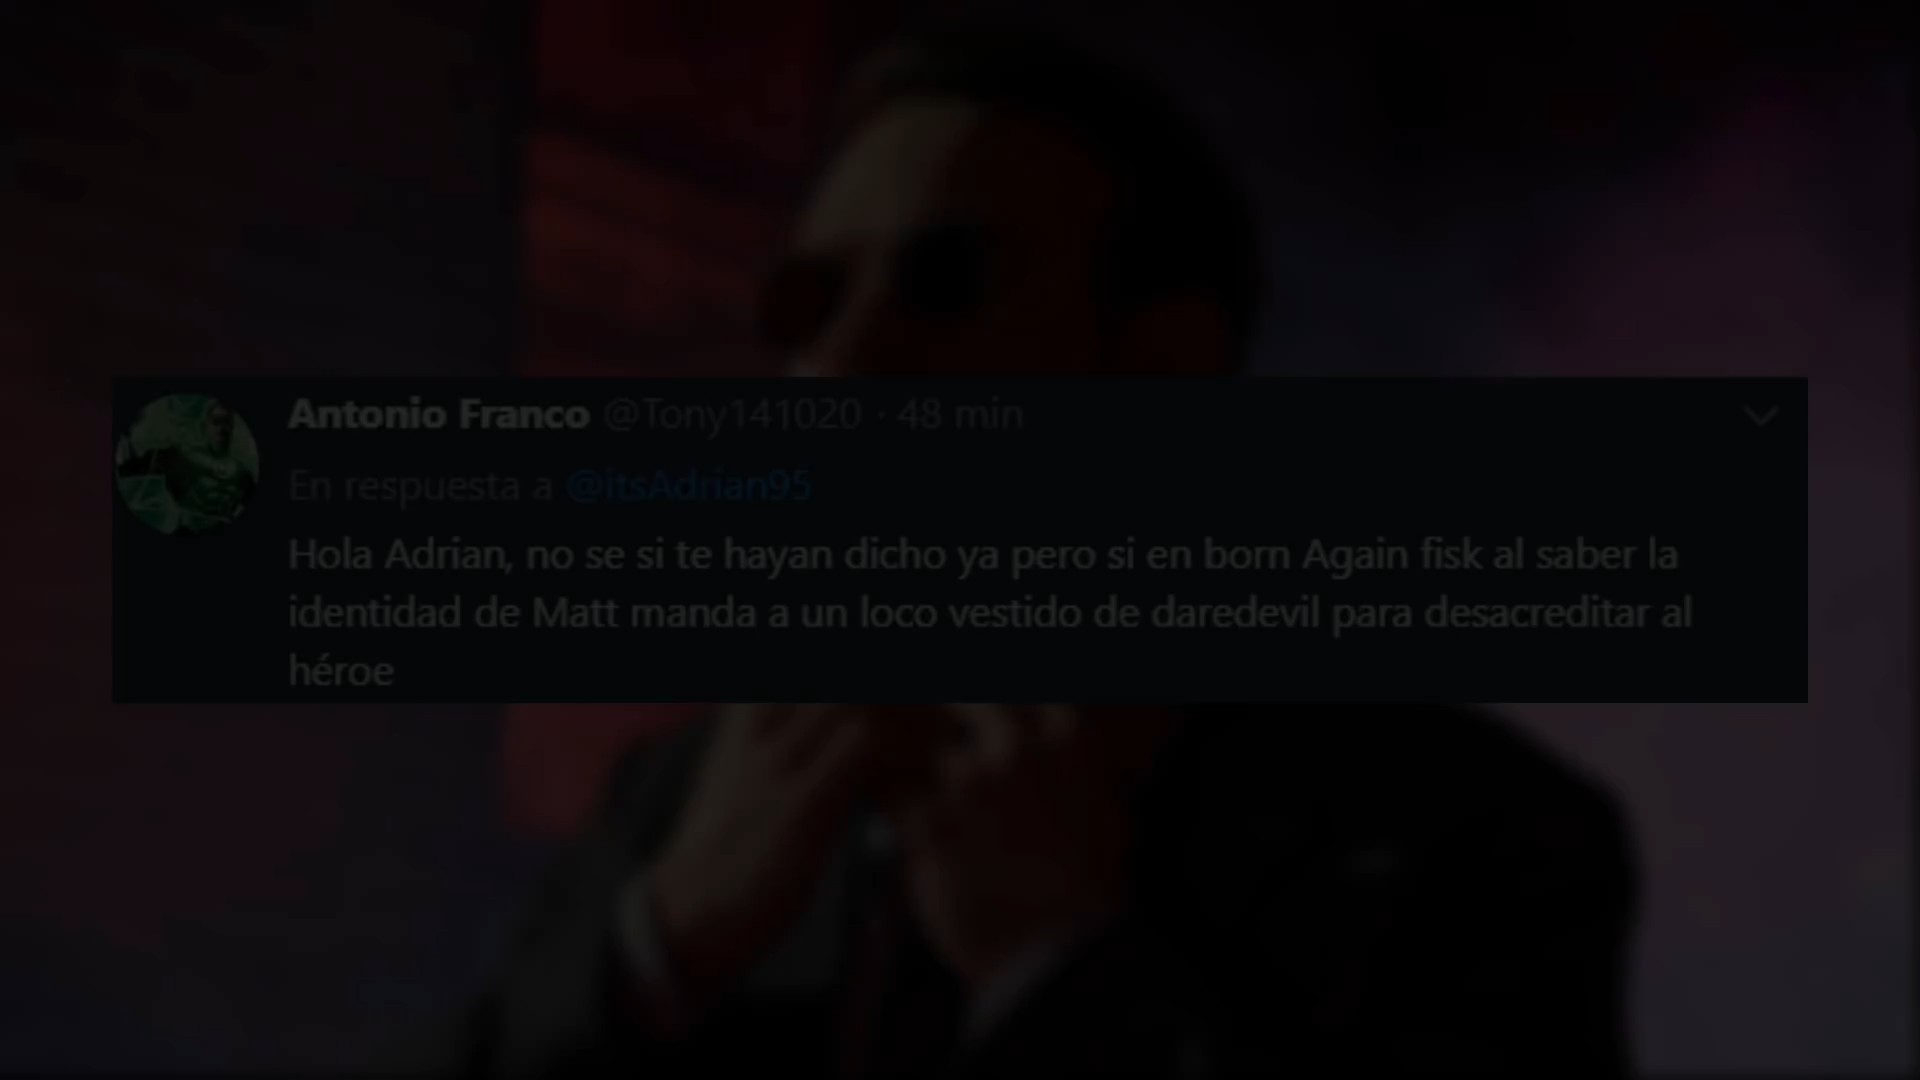 Antonio Franco @Tony141020 · 48 min
En respuesta a @itsAdrian95
Hola Adrian, no se si te hayan dicho ya pero si en born Again fisk al saber la
identidad de Matt manda a un loco vestido de daredevil para desacreditar al
héroe